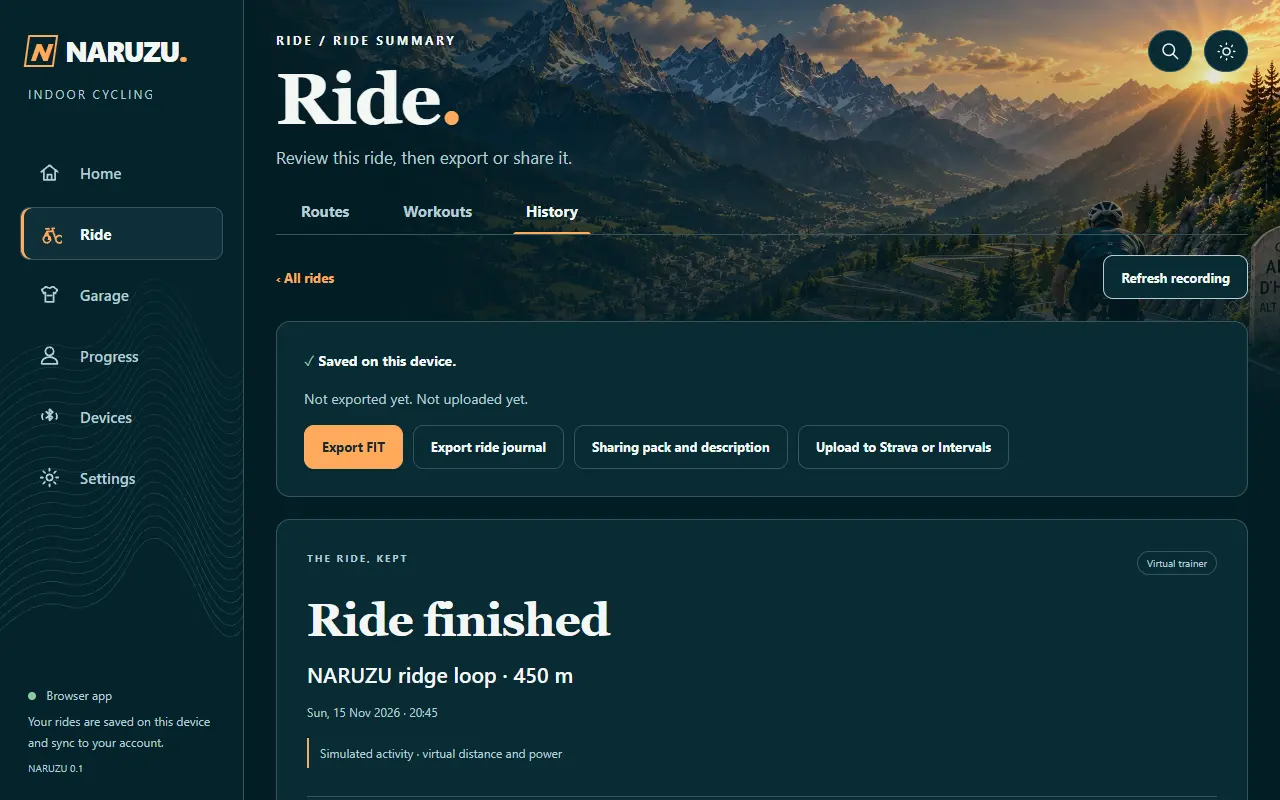 N NARUZU.
INDOOR CYCLING
Home
Ride
Garage
Progress
Devices
Settings
Browser app
Your rides are saved on this device
and sync to your account.
NARUZU 0.1
RIDE / RIDE SUMMARY
Ride.
Review this ride, then export or share it.
Routes
Workouts
History
‹ All rides
Refresh recording
✓ Saved on this device.
Not exported yet. Not uploaded yet.
Export FIT
Export ride journal
Sharing pack and description
Upload to Strava or Intervals
THE RIDE, KEPT
Virtual trainer
Ride finished
NARUZU ridge loop · 450 m
Sun, 15 Nov 2026 · 20:45
Simulated activity · virtual distance and power